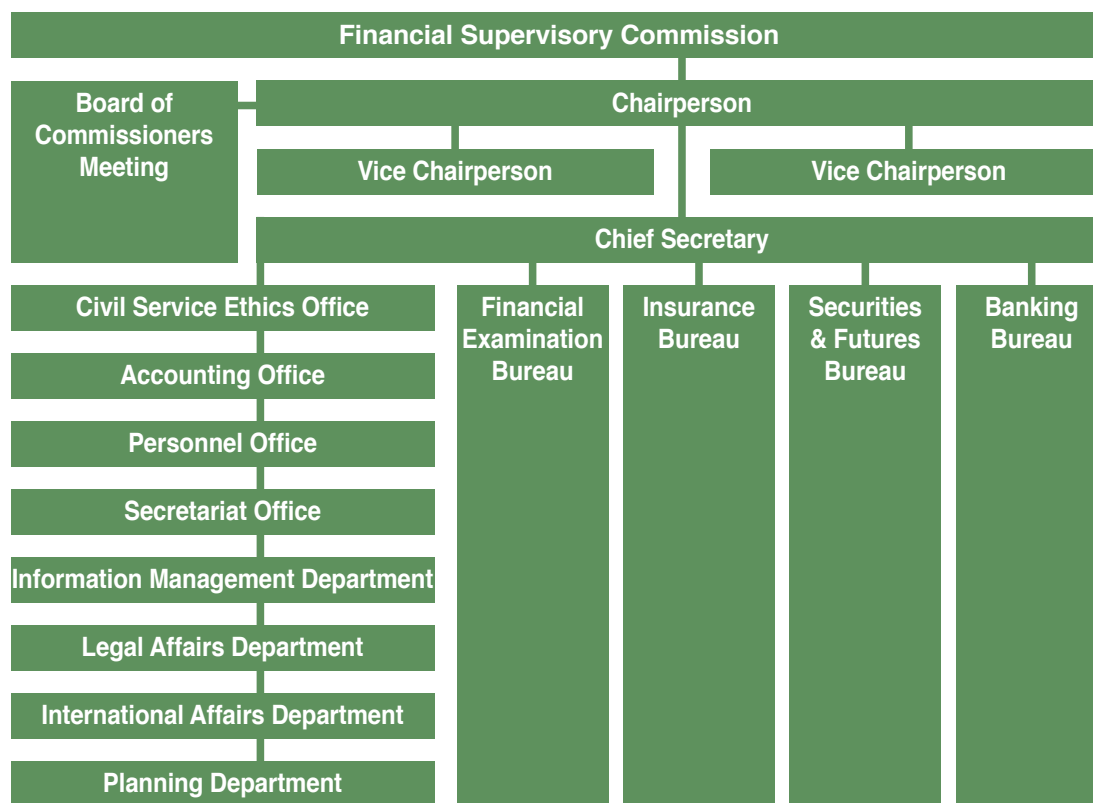 Financial Supervisory Commission
Board of
Commissioners
Meeting
Chairperson
Vice Chairperson
Vice Chairperson
Chief Secretary
Civil Service Ethics Office
Accounting Office
Personnel Office
Secretariat Office
Information Management Department
Legal Affairs Department
International Affairs Department
Planning Department
Financial
Examination
Bureau
Insurance
Bureau
Securities
& Futures
Bureau
Banking
Bureau